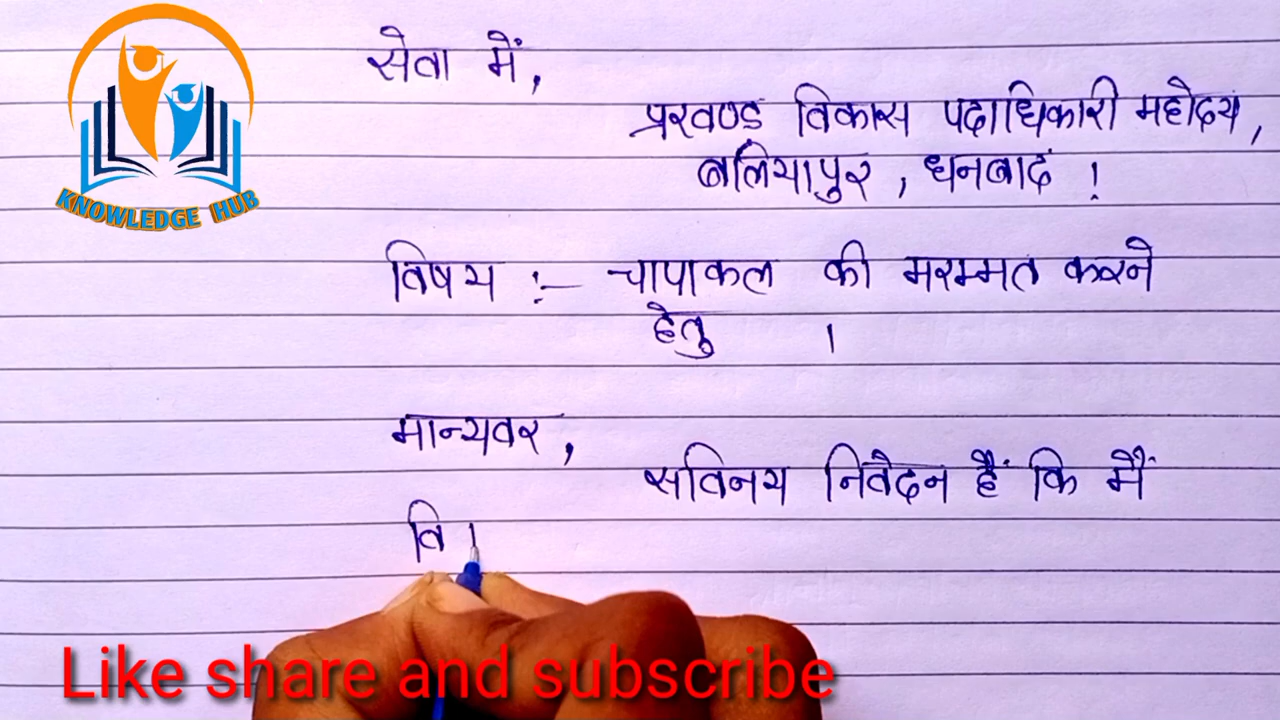 KNOWLEDGE HUB
सेवा में,
प्रखण्ड विकास पदाधिकारी महोदय,
बलियापुर, धनबाद !
विषय :- चापाकल की मरम्मत करने
हेतु ।
मान्यवर,
सविनय निवेदन हैं कि मैं
वि।
Like share and subscribe